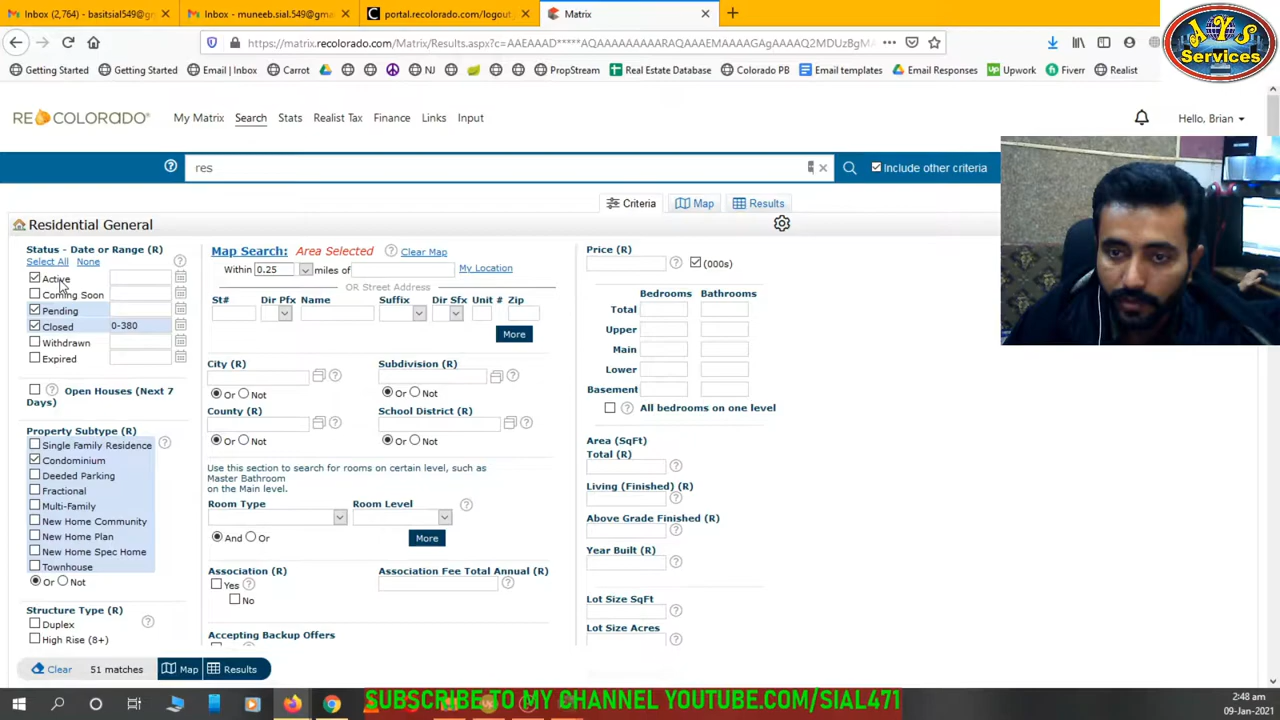 Inbox (2,764) - basitsial549@gm
Inbox - muneeb.sial.549@gma
portal.recolorado.com/logout
Matrix
https://matrix.recolorado.com/Matrix/Results.aspx?c=AAEAAAD*****AQAAAAAAAAARAQAAAEMAAAAGAgAAAAQ2MDUzBgM
AYS
Services
Getting Started
Getting Started
Email | Inbox
Carrot
NJ
PropStream
Real Estate Database
Colorado PB
Email templates
Email Responses
Upwork
Fiverr
Realist
RECOLORADO
My Matrix
Search
Stats
Realist Tax
Finance
Links
Input
Hello, Brian
res
Include other criteria
Criteria
Map
Results
Residential General
Status - Date or Range (R)
Select All
None
Active
Coming Soon
Pending
Closed
0-380
Withdrawn
Expired
Open Houses (Next 7
Days)
Property Subtype (R)
Single Family Residence
Condominium
Deeded Parking
Fractional
Multi-Family
New Home Community
New Home Plan
New Home Spec Home
Townhouse
Or
Not
Structure Type (R)
Duplex
High Rise (8+)
Map Search:
Area Selected
Clear Map
Within
0.25
miles of
My Location
OR Street Address
St#
Dir Pfx
Name
Suffix
Dir Sfx
Unit #
Zip
More
City (R)
Subdivision (R)
Or
Not
Or
Not
County (R)
School District (R)
Or
Not
Or
Not
Use this section to search for rooms on certain level, such as
Master Bathroom
on the Main level.
Room Type
Room Level
And
Or
More
Association (R)
Association Fee Total Annual (R)
Yes
No
Accepting Backup Offers
Price (R)
(000s)
Bedrooms
Bathrooms
Total
Upper
Main
Lower
Basement
All bedrooms on one level
Area (SqFt)
Total (R)
Living (Finished) (R)
Above Grade Finished (R)
Year Built (R)
Lot Size SqFt
Lot Size Acres
Clear
51 matches
Map
Results
SUBSCRIBE TO MY CHANNEL YOUTUBE.COM/SIAL471
2:48 am
09-Jan-2021